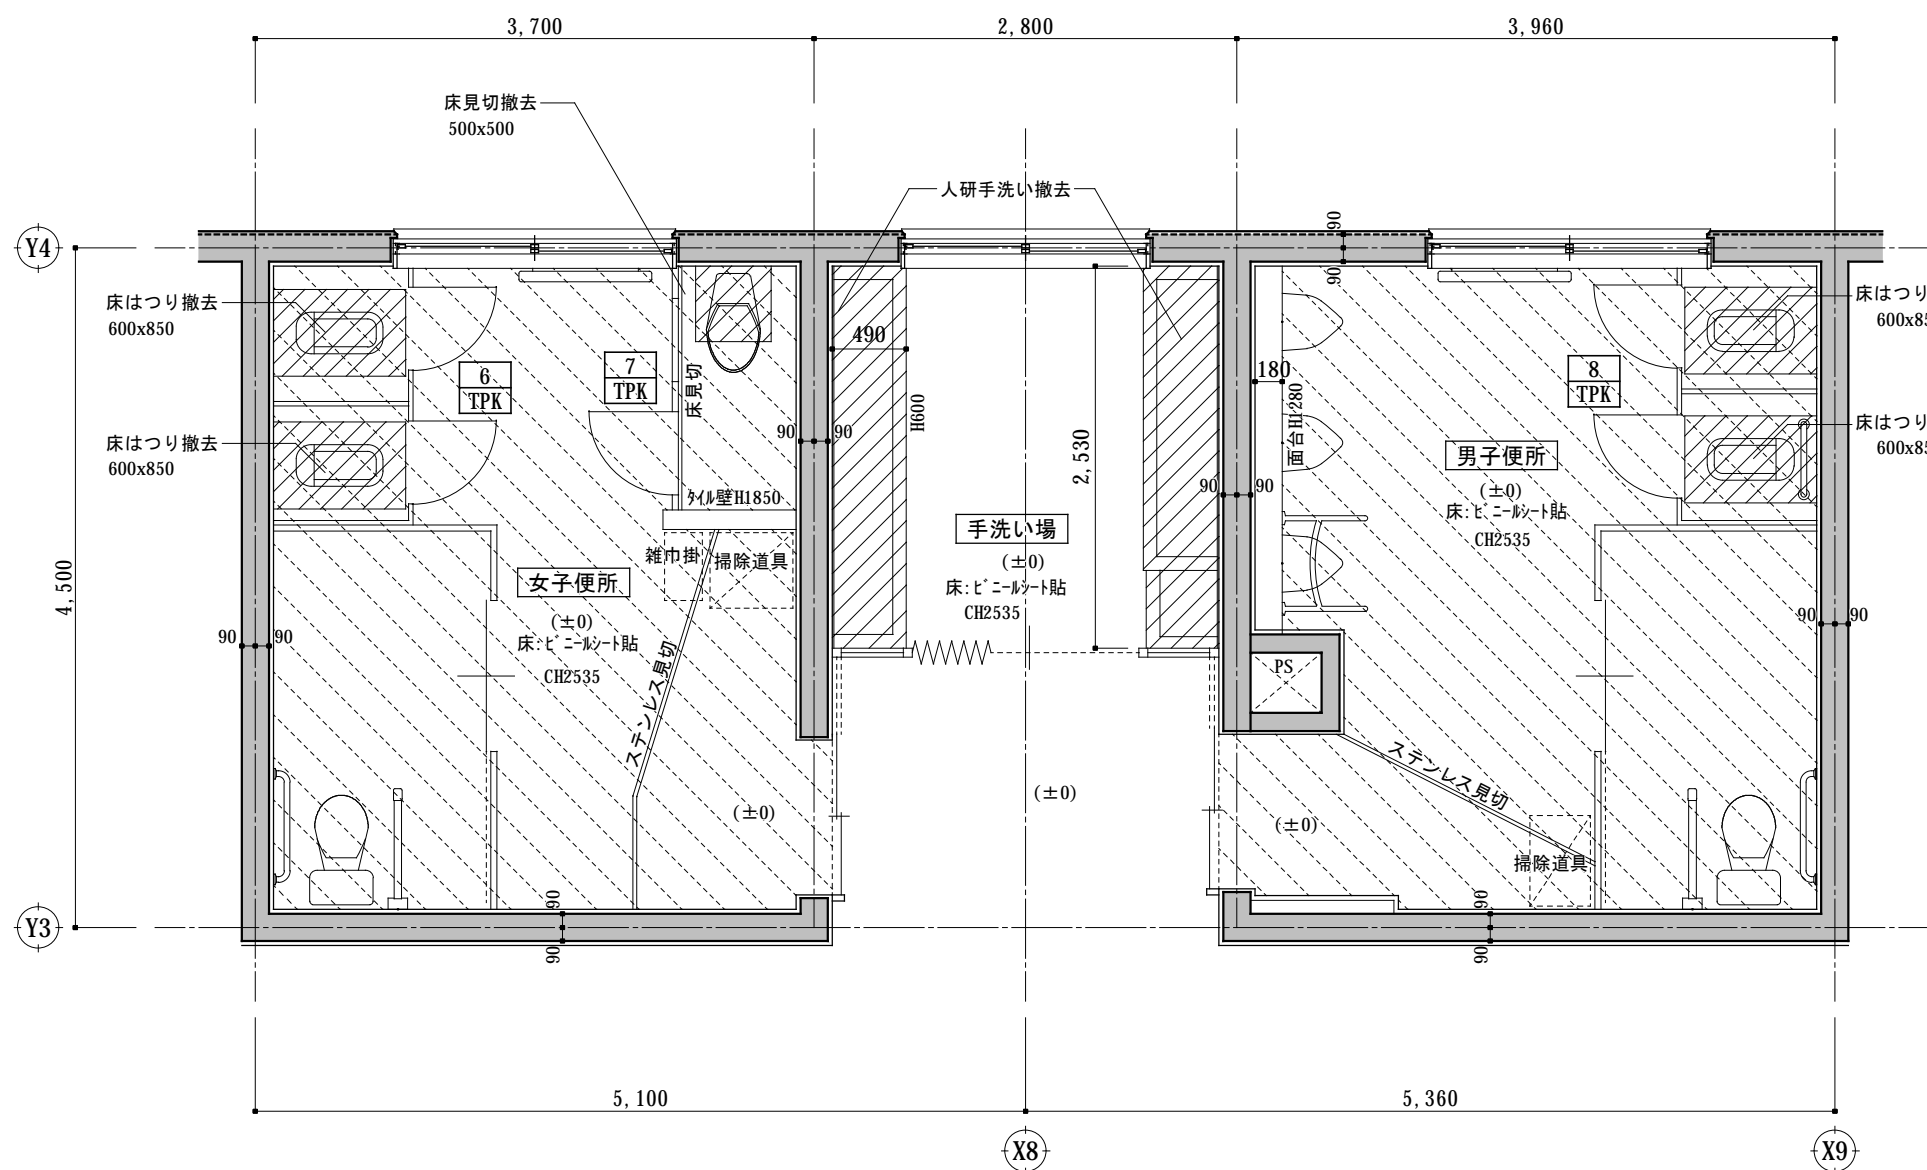 3,700
2,800
3,960
床見切撤去
500x500
人研手洗い撤去
Y4
90
90
床はつり撤去
600x850
床はつり
600x85
6
TPK
7
TPK
床見切
490
H600
180
面台H1280
8
TPK
床はつり撤去
600x850
床はつり
600x85
90
90
2,530
90
90
男子便所
(±0)
床:ビニールシート貼
CH2535
タイル壁H1850
手洗い場
(±0)
床:ビニールシート貼
CH2535
雑巾掛
掃除道具
4,500
女子便所
(±0)
床:ビニールシート貼
CH2535
90
90
90
90
ステンレス見切
PS
ステンレス見切
(±0)
(±0)
(±0)
掃除道具
90
90
90
90
Y3
5,100
5,360
X8
X9